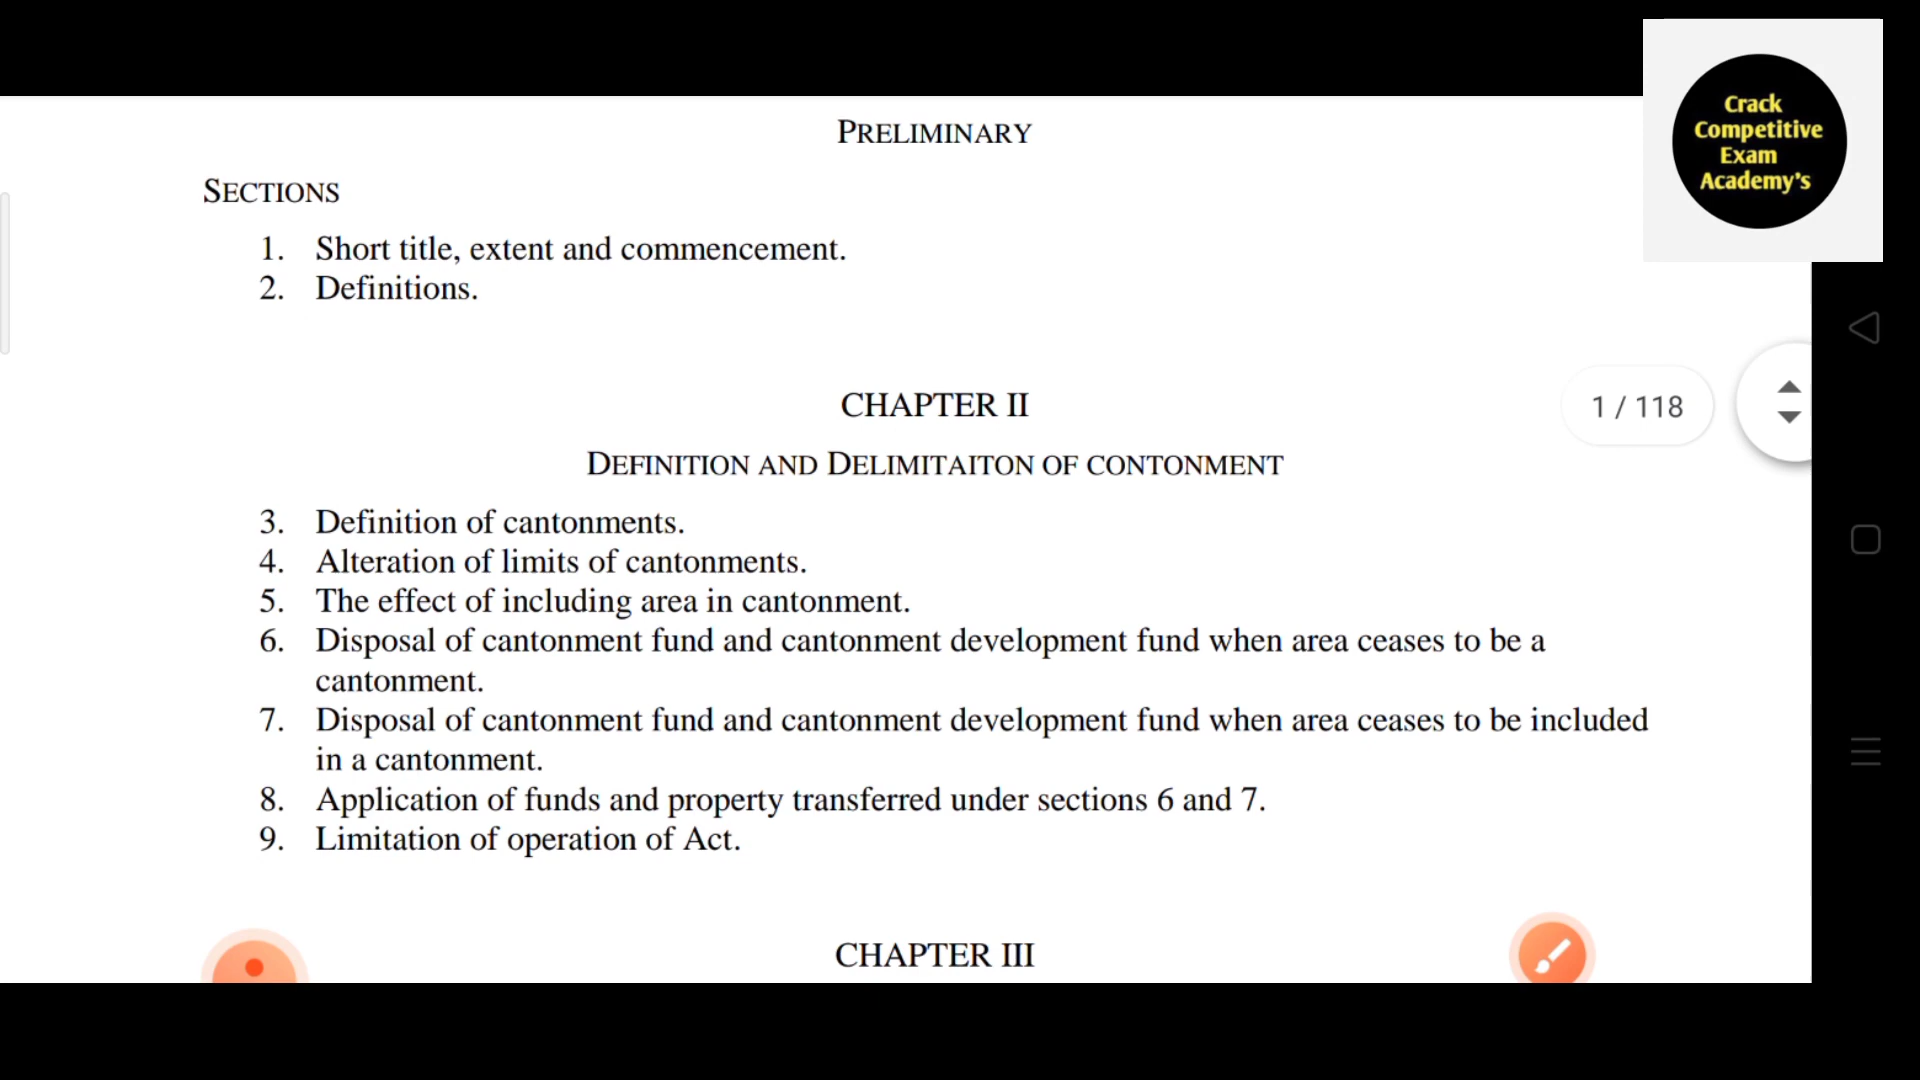 Crack
Competitive
Exam
Academy's
PRELIMINARY
SECTIONS
1. Short title, extent and commencement.
2. Definitions.
CHAPTER II
1 / 118
DEFINITION AND DELIMITAITON OF CONTONMENT
3. Definition of cantonments.
4. Alteration of limits of cantonments.
5. The effect of including area in cantonment.
6. Disposal of cantonment fund and cantonment development fund when area ceases to be a
cantonment.
7. Disposal of cantonment fund and cantonment development fund when area ceases to be included
in a cantonment.
8. Application of funds and property transferred under sections 6 and 7.
9. Limitation of operation of Act.
CHAPTER III